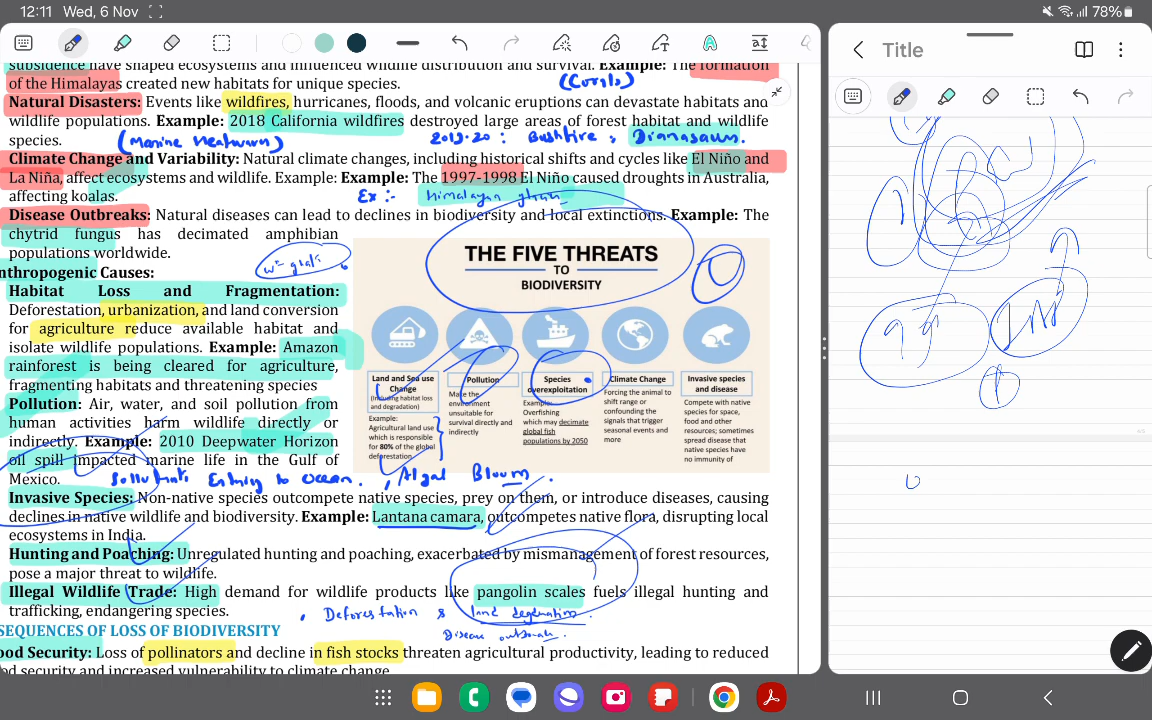 12:11 Wed, 6 Nov
78%
Title
subsidence have shaped ecosystems and influenced wildlife distribution and survival. Example: The formation
of the Himalayas created new habitats for unique species.
(Corals)
Natural Disasters: Events like wildfires, hurricanes, floods, and volcanic eruptions can devastate habitats and
wildlife populations. Example: 2018 California wildfires destroyed large areas of forest habitat and wildlife
species.
(Marine Heatwave)
2019-20: Bushfire
Climate Change and Variability: Natural climate changes, including historical shifts and cycles like El Niño and
La Niña, affect ecosystems and wildlife. Example: Example: The 1997-1998 El Niño caused droughts in Australia,
affecting koalas.
Ex :- Himalayan
Disease Outbreaks: Natural diseases can lead to declines in biodiversity and local extinctions. Example: The
chytrid fungus has decimated amphibian
populations worldwide.
nthropogenic Causes:
Habitat Loss and Fragmentation:
Deforestation, urbanization, and land conversion
for agriculture reduce available habitat and
isolate wildlife populations. Example: Amazon
rainforest is being cleared for agriculture,
fragmenting habitats and threatening species
Pollution: Air, water, and soil pollution from
human activities harm wildlife directly or
indirectly. Example: 2010 Deepwater Horizon
oil spill impacted marine life in the Gulf of
Mexico.
THE FIVE THREATS
TO
BIODIVERSITY
Land and Sea use
Change
(Including habitat loss
and degradation)
Example:
Agricultural land use
which is responsible
for 80% of the global
deforestation.
Pollution
Make the
environment
unsuitable for
survival directly and
indirectly
Species
overexploitation
Example:
Overfishing
which may decimate
global fish
populations by 2050
Climate Change
Forcing the animal to
shift range or
confounding the
signals that trigger
seasonal events and
more
Invasive species
and disease
Compete with native
species for space,
food and other
resources; sometimes
spread disease that
native species have
no immunity of
Pollutants Entering to ocean. , Algal Bloom.
Invasive Species: Non-native species outcompete native species, prey on them, or introduce diseases, causing
declines in native wildlife and biodiversity. Example: Lantana camara, outcompetes native flora, disrupting local
ecosystems in India.
Hunting and Poaching: Unregulated hunting and poaching, exacerbated by mismanagement of forest resources,
pose a major threat to wildlife.
Illegal Wildlife Trade: High demand for wildlife products like pangolin scales fuels illegal hunting and
trafficking, endangering species.
Deforestation & land degradation.
Disease outbreak.
SEQUENCES OF LOSS OF BIODIVERSITY
ood Security: Loss of pollinators and decline in fish stocks threaten agricultural productivity, leading to reduced
d security and increased vulnerability to climate change.